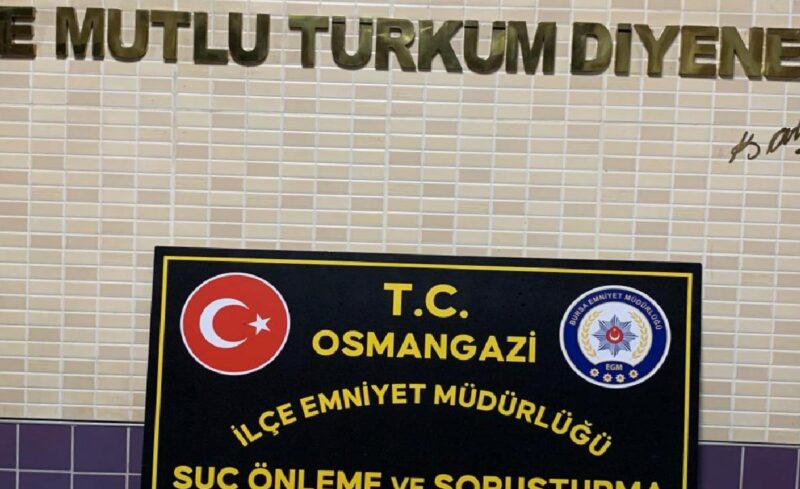 E MUTLU TÜRKÜM DİYENE
T.C.
OSMANGAZİ
BURSA EMNİYET MÜDÜRLÜĞÜ
EGM
İLÇE EMNİYET MÜDÜRLÜĞÜ
SUÇ ÖNLEME VE SORUŞTURMA